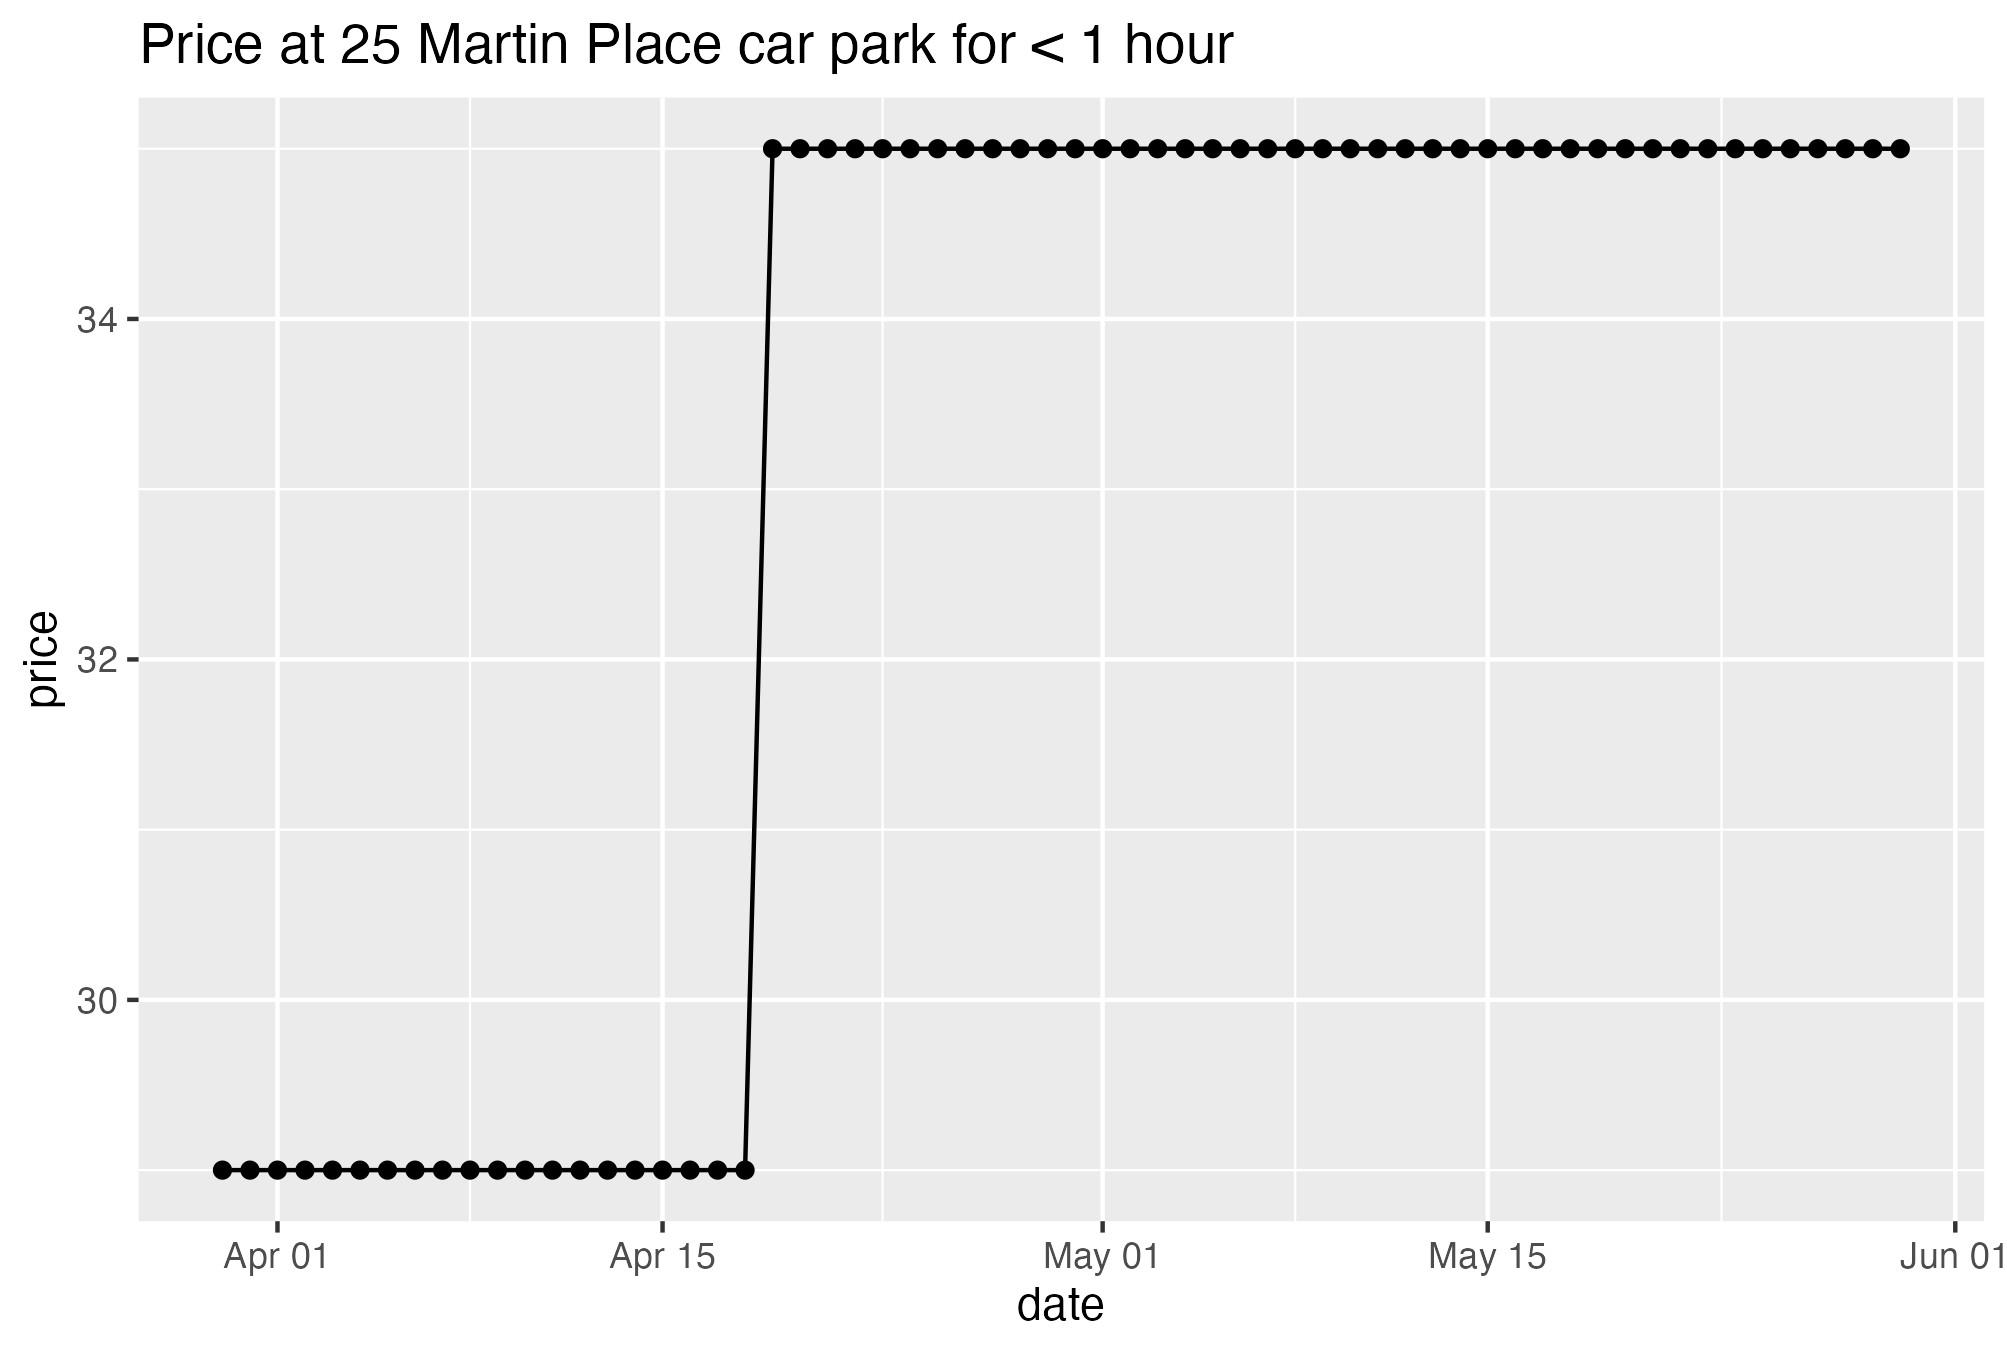 Price at 25 Martin Place car park for < 1 hour
34
32
30
price
Apr 01
Apr 15
May 01
May 15
Jun 01
date